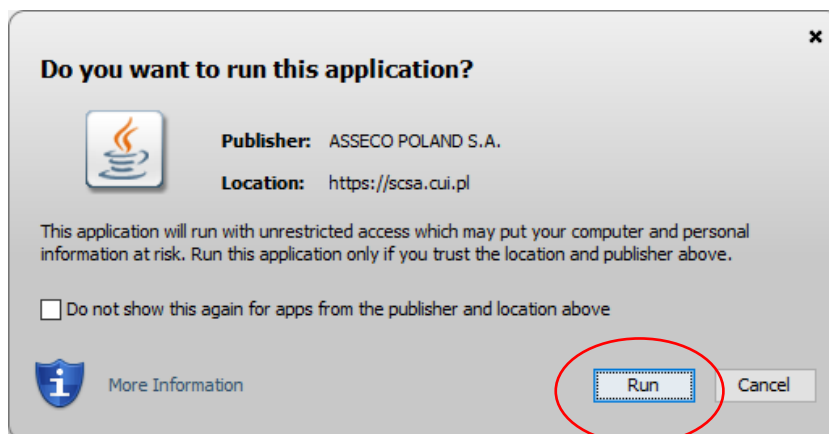 Do you want to run this application?
Publisher: ASSECO POLAND S.A.
Location: https://scsa.cui.pl
This application will run with unrestricted access which may put your computer and personal
information at risk. Run this application only if you trust the location and publisher above.
Do not show this again for apps from the publisher and location above
More Information
Run Cancel